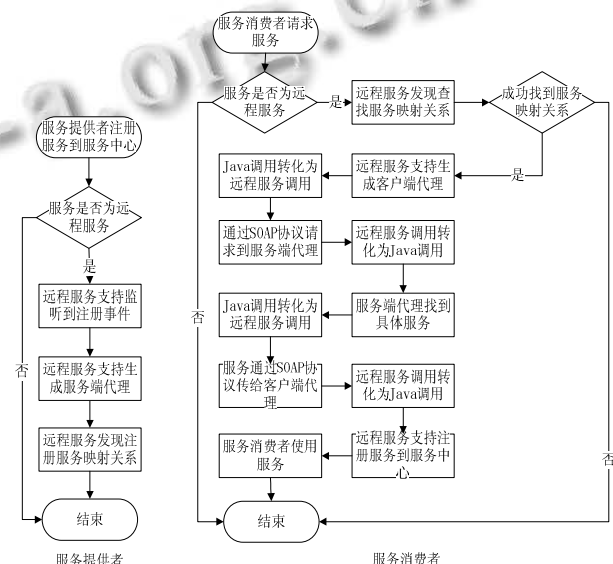 服务提供者注册
服务到服务中心
服务是否为远
程服务
是
远程服务支持监
听到注册事件
远程服务支持生
成服务端代理
远程服务发现注
册服务映射关系
否
结束
服务提供者
服务消费者请求
服务
服务是否为远
程服务
是
远程服务发现查
找服务映射关系
成功找到服务
映射关系
是
远程服务支持生
成客户端代理
Java调用转化为
远程服务调用
通过SOAP协议请
求到服务端代理
远程服务调用转
化为Java调用
服务端代理找到
具体服务
Java调用转化为
远程服务调用
服务通过SOAP协
议传给客户端代
理
远程服务调用转
化为Java调用
远程服务支持注
册服务到服务中
心
服务消费者使用
服务
否
否
结束
服务消费者